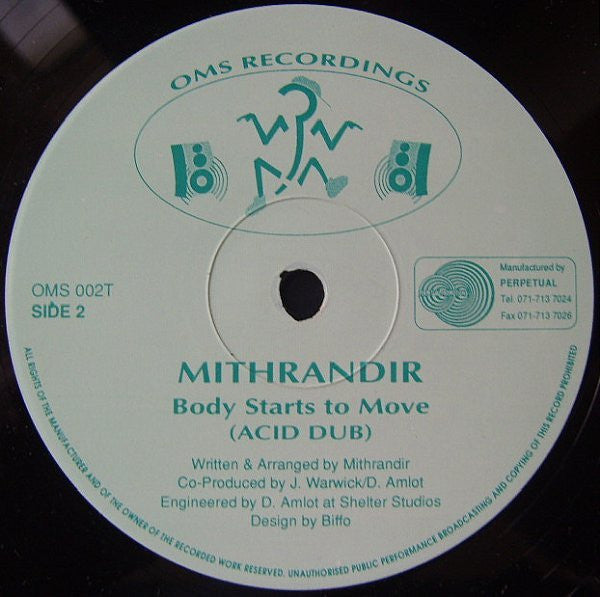 OMS RECORDINGS
OMS 002T
SIDE 2
Manufactured by
PERPETUAL
Tel. 071-713 7024
Fax 071-713 7026
MITHRANDIR
Body Starts to Move
(ACID DUB)
Written & Arranged by Mithrandir
Co-Produced by J. Warwick/D. Amlot
Engineered by D. Amlot at Shelter Studios
Design by Biffo
ALL RIGHTS OF THE MANUFACTURER AND OF THE OWNER OF THE RECORDED WORK RESERVED. UNAUTHORISED PUBLIC PERFORMANCE BROADCASTING AND COPYING OF THIS RECORD PROHIBITED